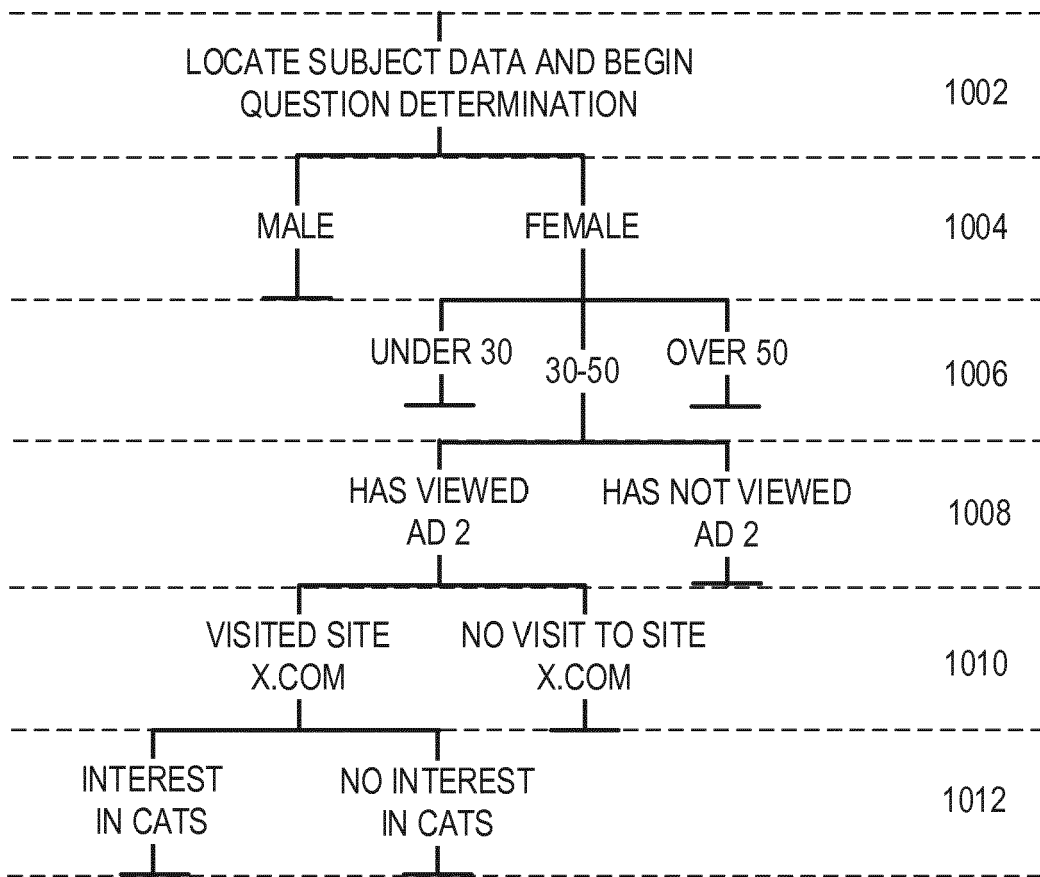 LOCATE SUBJECT DATA AND BEGIN
QUESTION DETERMINATION
1002
MALE
FEMALE
1004
UNDER 30
30-50
OVER 50
1006
HAS VIEWED
AD 2
HAS NOT VIEWED
AD 2
1008
VISITED SITE
X.COM
NO VISIT TO SITE
X.COM
1010
INTEREST
IN CATS
NO INTEREST
IN CATS
1012